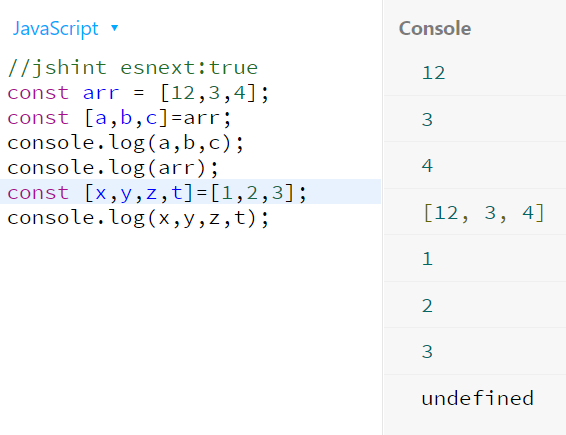 JavaScript ▼
//jshint esnext:true
const arr = [12,3,4];
const [a,b,c]=arr;
console.log(a,b,c);
console.log(arr);
const [x,y,z,t]=[1,2,3];
console.log(x,y,z,t);
Console
12
3
4
[12, 3, 4]
1
2
3
undefined